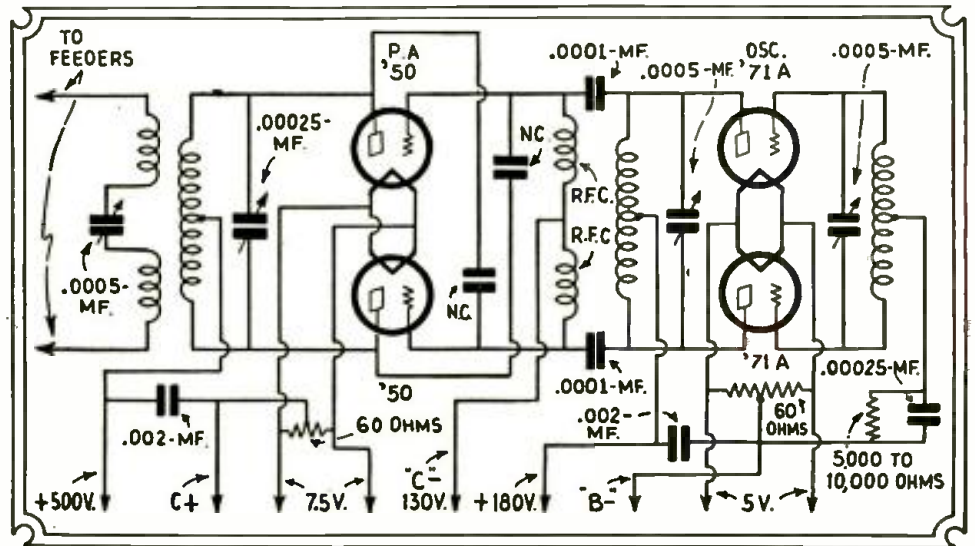 TO
FEEDERS
P.A
'50
.0001-MF.
OSC.
'71A
.0005-MF.
.0005-MF.
.00025-
MF.
NC
R.F.C.
R.F.C
.0005-
MF.
N.C.
'50
.0001-MF.
'71A
.00025-MF.
.002-MF.
60 OHMS
.002-
MF.
60
OHMS
5,000 TO
10,000 OHMS
+500V.
C+
7.5V.
"C"-
130V.
+180V.
"B"-
5V.